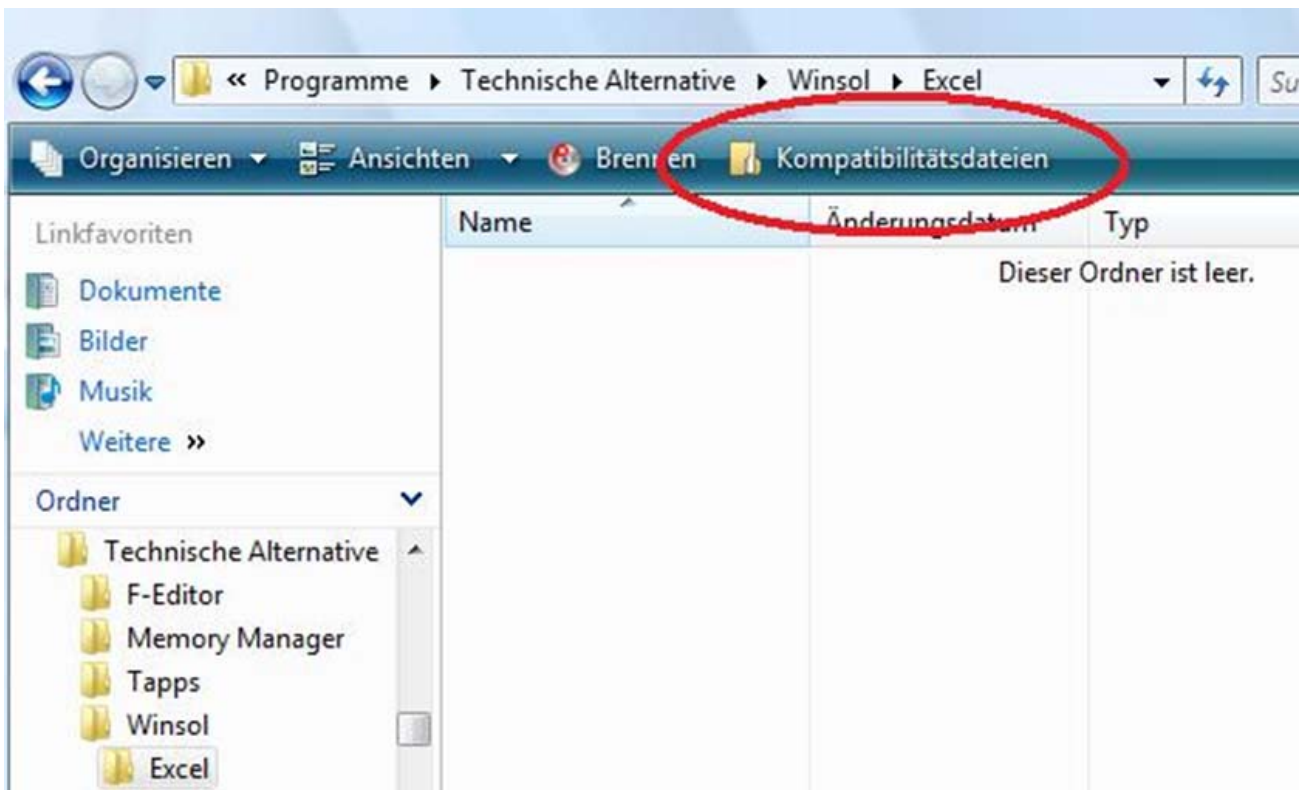 « Programme ▸ Technische Alternative ▸ Winsol ▸ Excel
Su
Organisieren Ansichten Brennen Kompatibilitätsdateien
Linkfavoriten
Dokumente
Bilder
Musik
Weitere »
Ordner
Technische Alternative
F-Editor
Memory Manager
Tapps
Winsol
Excel
Name Änderungsdatum Typ
Dieser Ordner ist leer.